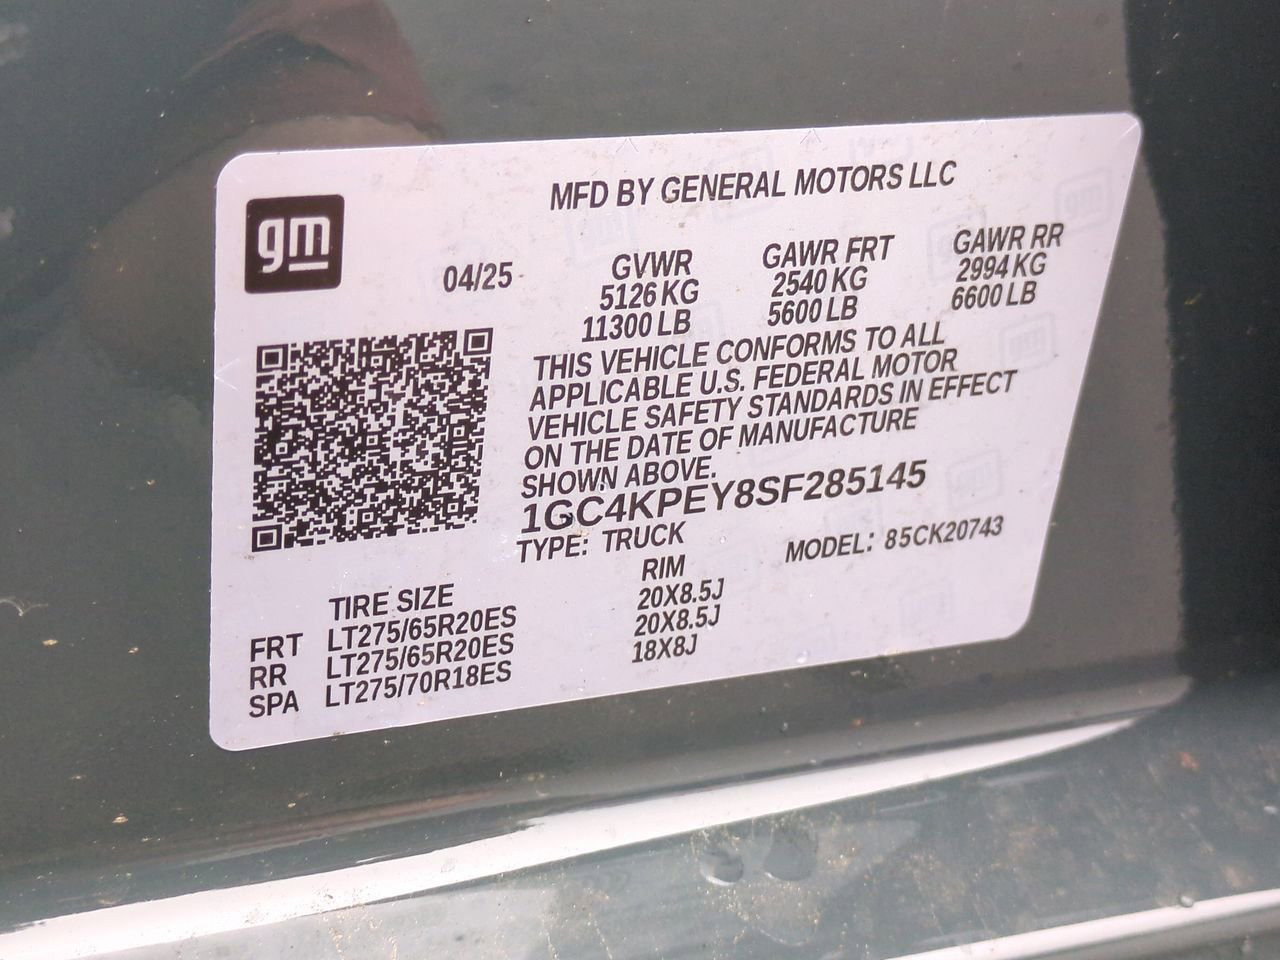 gm
MFD BY GENERAL MOTORS LLC
04/25
GVWR GAWR FRT GAWR RR
5126 KG 2540 KG 2994 KG
11300 LB 5600 LB 6600 LB
THIS VEHICLE CONFORMS TO ALL
APPLICABLE U.S. FEDERAL MOTOR
VEHICLE SAFETY STANDARDS IN EFFECT
ON THE DATE OF MANUFACTURE
SHOWN ABOVE.
1GC4KPEY8SF285145
TYPE: TRUCK MODEL: 85CK20743
TIRE SIZE RIM
FRT LT275/65R20ES 20X8.5J
RR LT275/65R20ES 20X8.5J
SPA LT275/70R18ES 18X8J